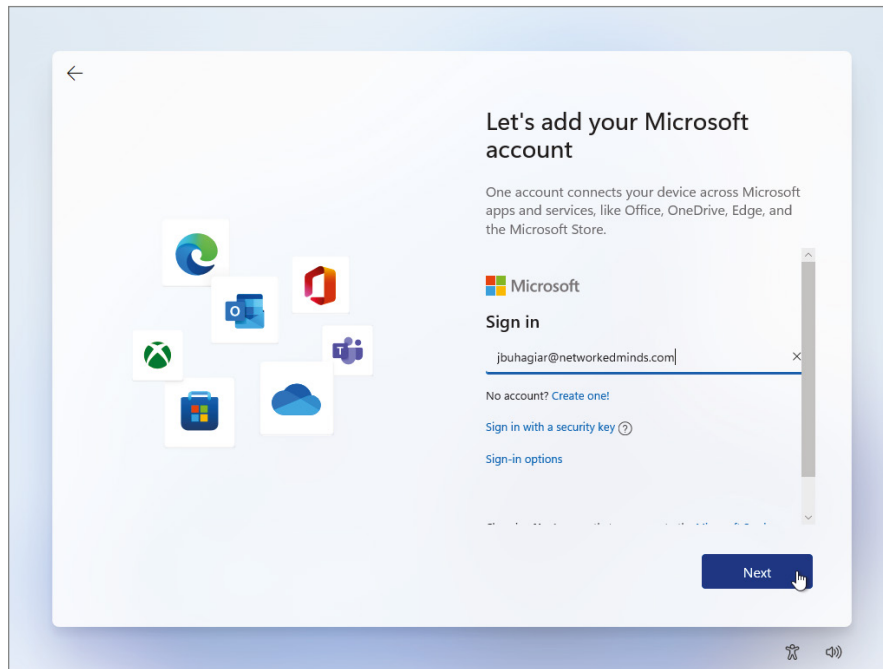 Let's add your Microsoft
account
One account connects your device across Microsoft
apps and services, like Office, OneDrive, Edge, and
the Microsoft Store.
Microsoft
Sign in
jbuhagiar@networkedminds.com
No account? Create one!
Sign in with a security key
Sign-in options
Next